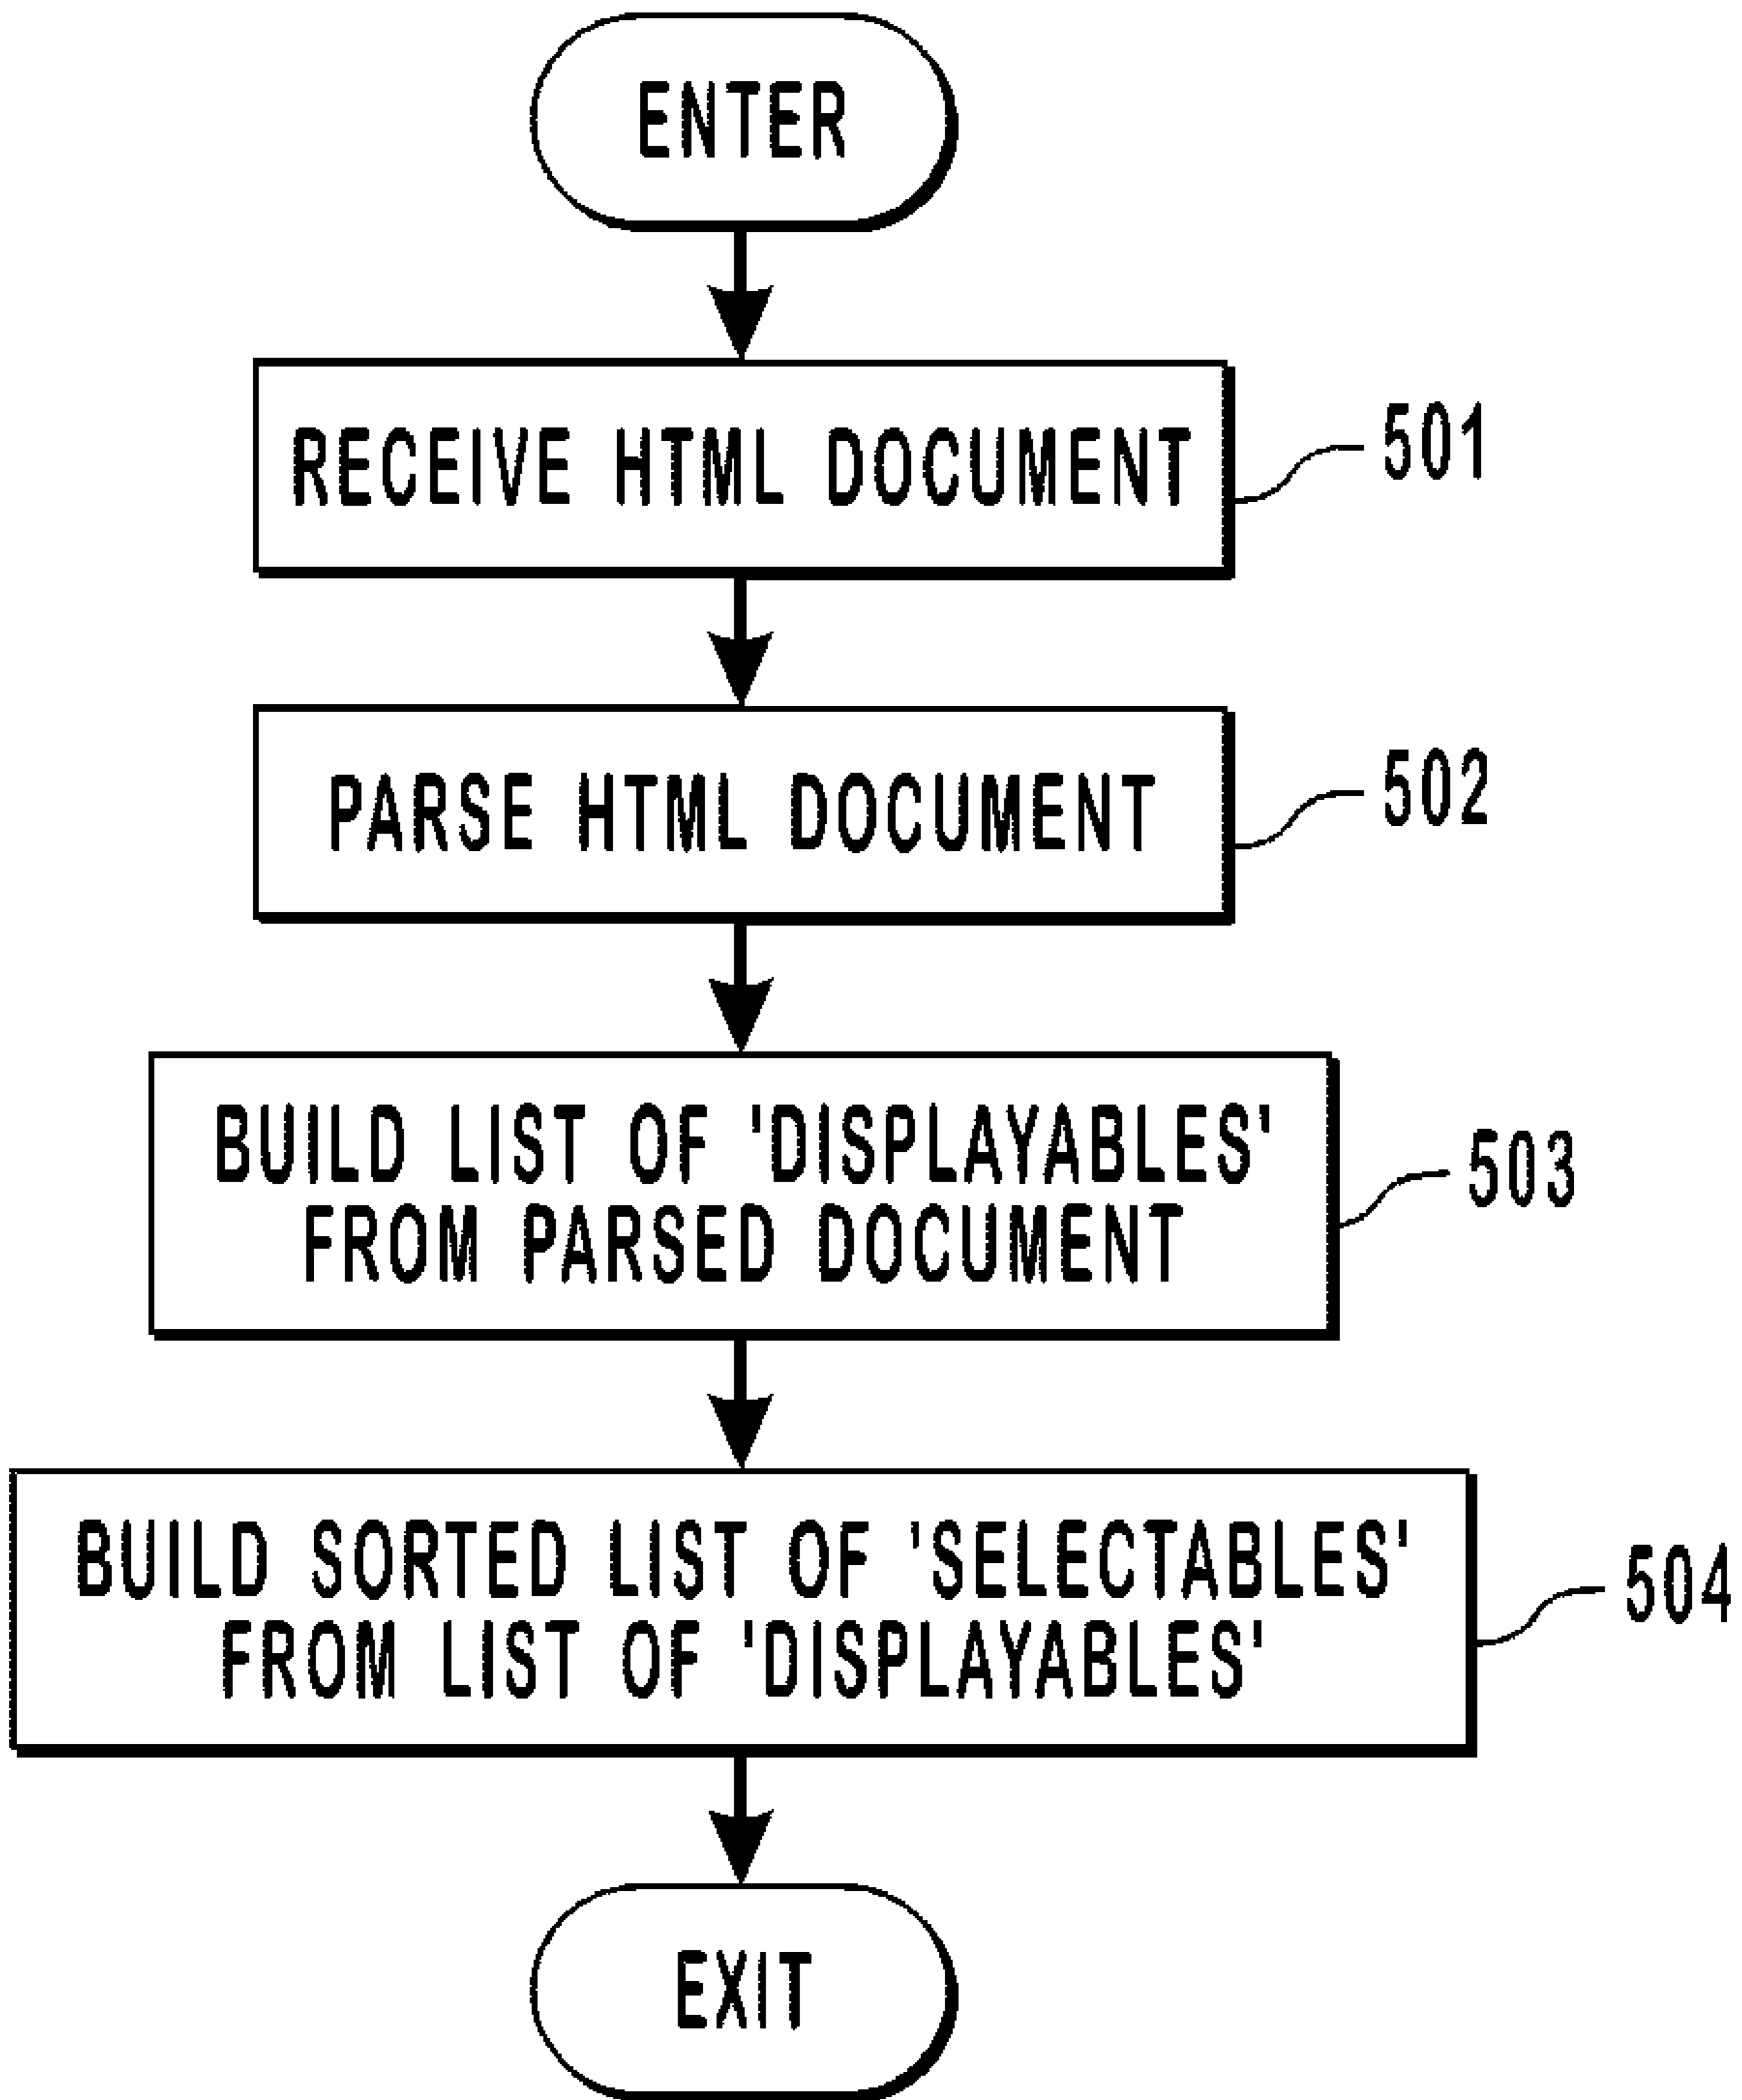 ENTER
RECEIVE HTML DOCUMENT
501
PARSE HTML DOCUMENT
502
BUILD LIST OF 'DISPLAYABLES'
FROM PARSED DOCUMENT
503
BUILD SORTED LIST OF 'SELECTABLES'
FROM LIST OF 'DISPLAYABLES'
504
EXIT